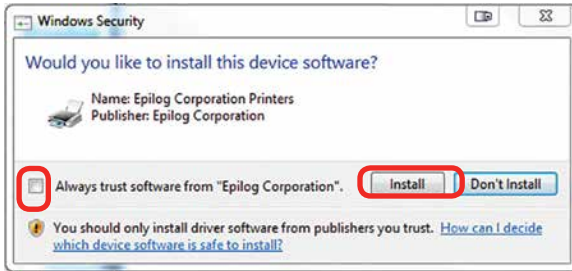 Windows Security
Would you like to install this device software?
Name: Epilog Corporation Printers
Publisher: Epilog Corporation
Always trust software from "Epilog Corporation".
Install
Don't Install
You should only install driver software from publishers you trust. How can I decide
which device software is safe to install?